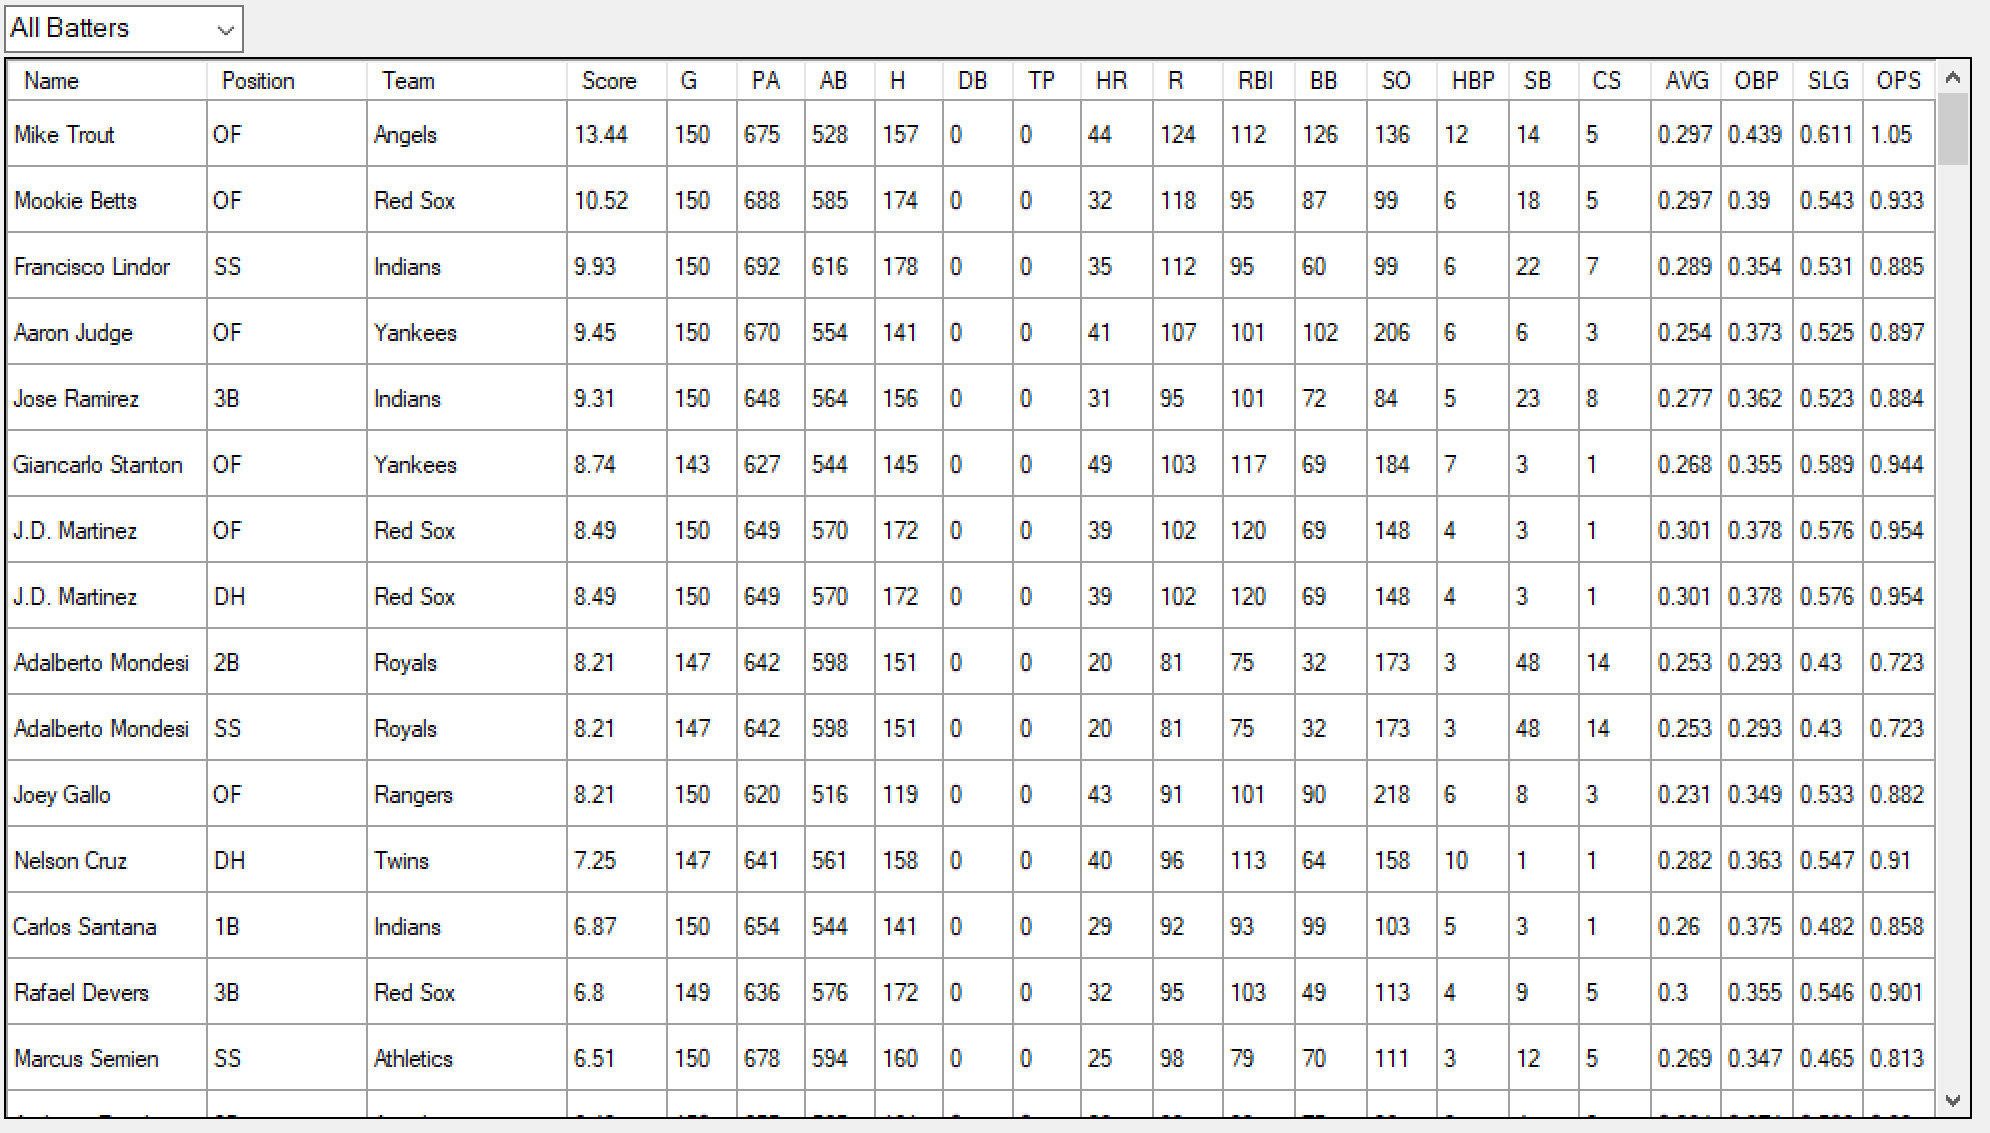 All Batters
Name Position Team Score G PA AB H DB TP HR R RBI BB SO HBP SB CS AVG OBP SLG OPS
Mike Trout OF Angels 13.44 150 675 528 157 0 0 44 124 112 126 136 12 14 5 0.297 0.439 0.611 1.05
Mookie Betts OF Red Sox 10.52 150 688 585 174 0 0 32 118 95 87 99 6 18 5 0.297 0.39 0.543 0.933
Francisco Lindor SS Indians 9.93 150 692 616 178 0 0 35 112 95 60 99 6 22 7 0.289 0.354 0.531 0.885
Aaron Judge OF Yankees 9.45 150 670 554 141 0 0 41 107 101 102 206 6 6 3 0.254 0.373 0.525 0.897
Jose Ramirez 3B Indians 9.31 150 648 564 156 0 0 31 95 101 72 84 5 23 8 0.277 0.362 0.523 0.884
Giancarlo Stanton OF Yankees 8.74 143 627 544 145 0 0 49 103 117 69 184 7 3 1 0.268 0.355 0.589 0.944
J.D. Martinez OF Red Sox 8.49 150 649 570 172 0 0 39 102 120 69 148 4 3 1 0.301 0.378 0.576 0.954
J.D. Martinez DH Red Sox 8.49 150 649 570 172 0 0 39 102 120 69 148 4 3 1 0.301 0.378 0.576 0.954
Adalberto Mondesi 2B Royals 8.21 147 642 598 151 0 0 20 81 75 32 173 3 48 14 0.253 0.293 0.43 0.723
Adalberto Mondesi SS Royals 8.21 147 642 598 151 0 0 20 81 75 32 173 3 48 14 0.253 0.293 0.43 0.723
Joey Gallo OF Rangers 8.21 150 620 516 119 0 0 43 91 101 90 218 6 8 3 0.231 0.349 0.533 0.882
Nelson Cruz DH Twins 7.25 147 641 561 158 0 0 40 96 113 64 158 10 1 1 0.282 0.363 0.547 0.91
Carlos Santana 1B Indians 6.87 150 654 544 141 0 0 29 92 93 99 103 5 3 1 0.26 0.375 0.482 0.858
Rafael Devers 3B Red Sox 6.8 149 636 576 172 0 0 32 95 103 49 113 4 9 5 0.3 0.355 0.546 0.901
Marcus Semien SS Athletics 6.51 150 678 594 160 0 0 25 98 79 70 111 3 12 5 0.269 0.347 0.465 0.813